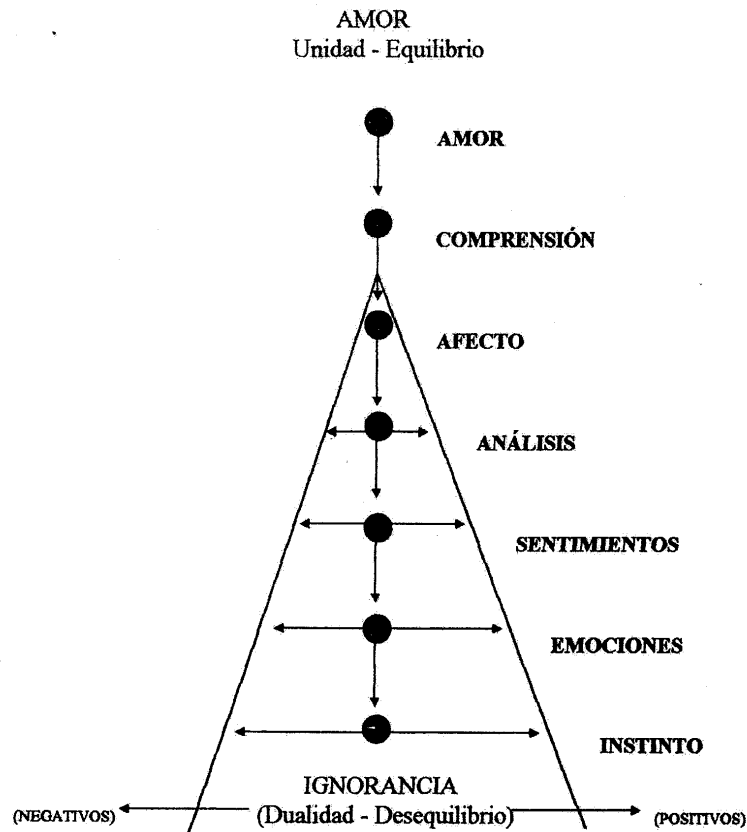 AMOR
Unidad - Equilibrio
AMOR
COMPRENSIÓN
AFECTO
ANÁLISIS
SENTIMIENTOS
EMOCIONES
INSTINTO
IGNORANCIA
(NEGATIVOS) (Dualidad - Desequilibrio) (POSITIVOS)